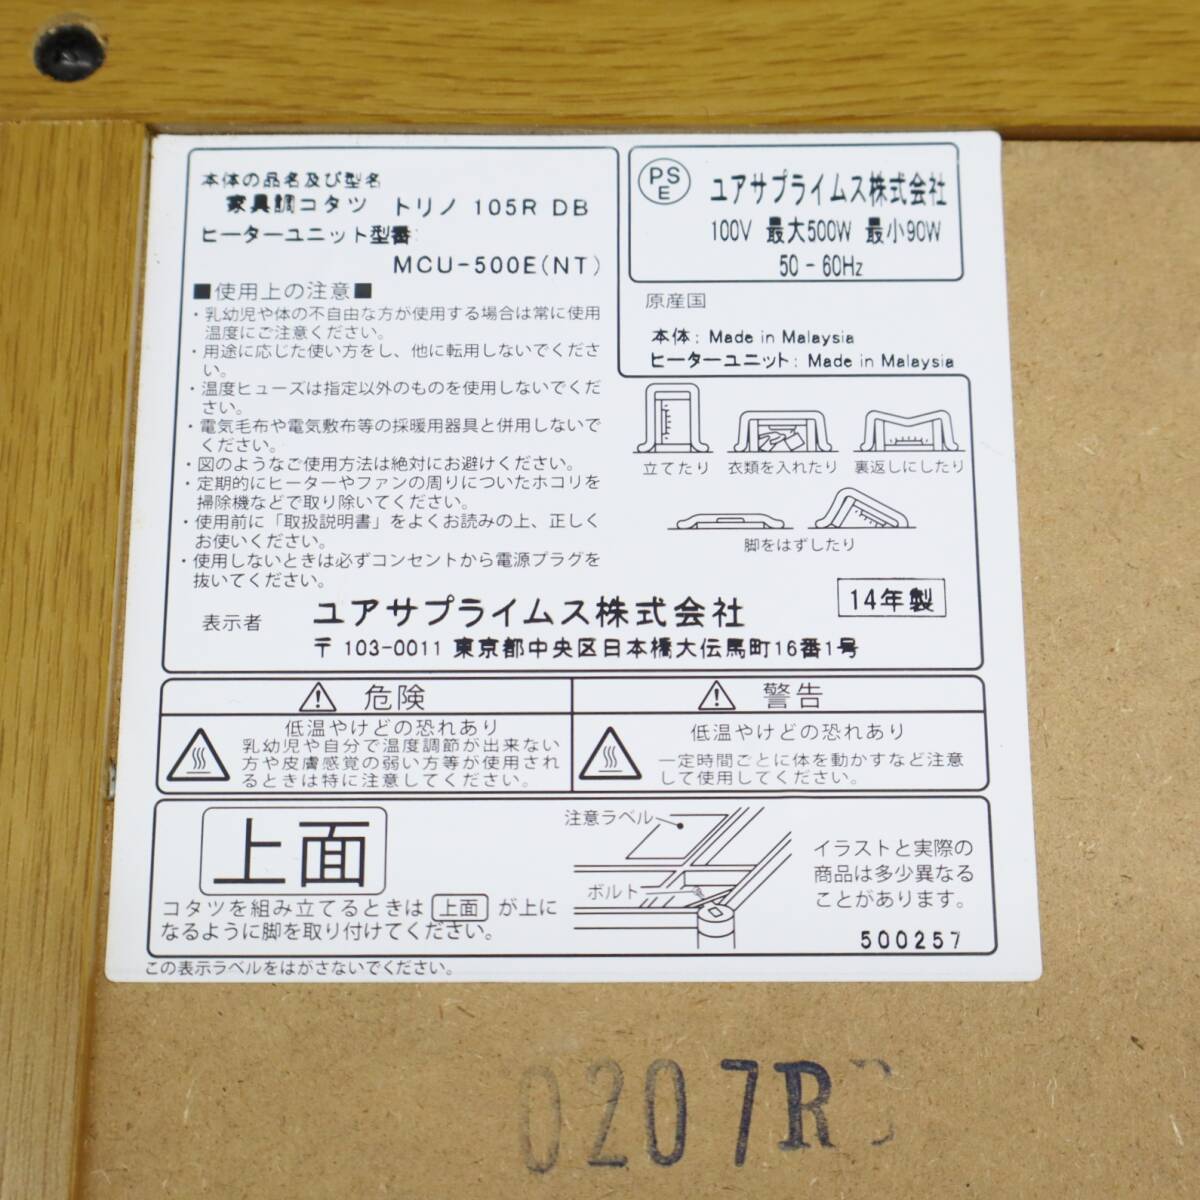 本体の品名及び型名
家具調コタツ トリノ 105R DB
ヒーターユニット型番
MCU-500E(NT)
■使用上の注意■
・乳幼児や体の不自由な方が使用する場合は常に使用
温度にご注意ください。
・用途に応じた使い方をし、他に転用しないでくださ
い。
・温度ヒューズは指定以外のものを使用しないでくだ
さい。
・電気毛布や電気敷布等の採暖用器具と併用しないで
ください。
・図のようなご使用方法は絶対にお避けください。
・定期的にヒーターやファンの周りについたホコリを
掃除機などで取り除いてください。
・使用前に「取扱説明書」をよくお読みの上、正しく
お使いください。
・使用しないときは必ずコンセントから電源プラグを
抜いてください。
PS
E
ユアサプライムス株式会社
100V 最大500W 最小90W
50-60Hz
原産国
本体: Made in Malaysia
ヒーターユニット: Made in Malaysia
立てたり 衣類を入れたり 裏返しにしたり
脚をはずしたり
14年製
表示者 ユアサプライムス株式会社
〒103-0011 東京都中央区日本橋大伝馬町16番1号
危険
低温やけどの恐れあり
乳幼児や自分で温度調節が出来ない
方や皮膚感覚の弱い方等が使用され
るときは特に注意してください。
警告
低温やけどの恐れあり
一定時間ごとに体を動かすなど注意
して使用してください。
上面
コタツを組み立てるときは 上面 が上に
なるように脚を取り付けてください。
注意ラベル
ボルト
イラストと実際の
商品は多少異なる
ことがあります。
500257
この表示ラベルをはがさないでください。
0207R